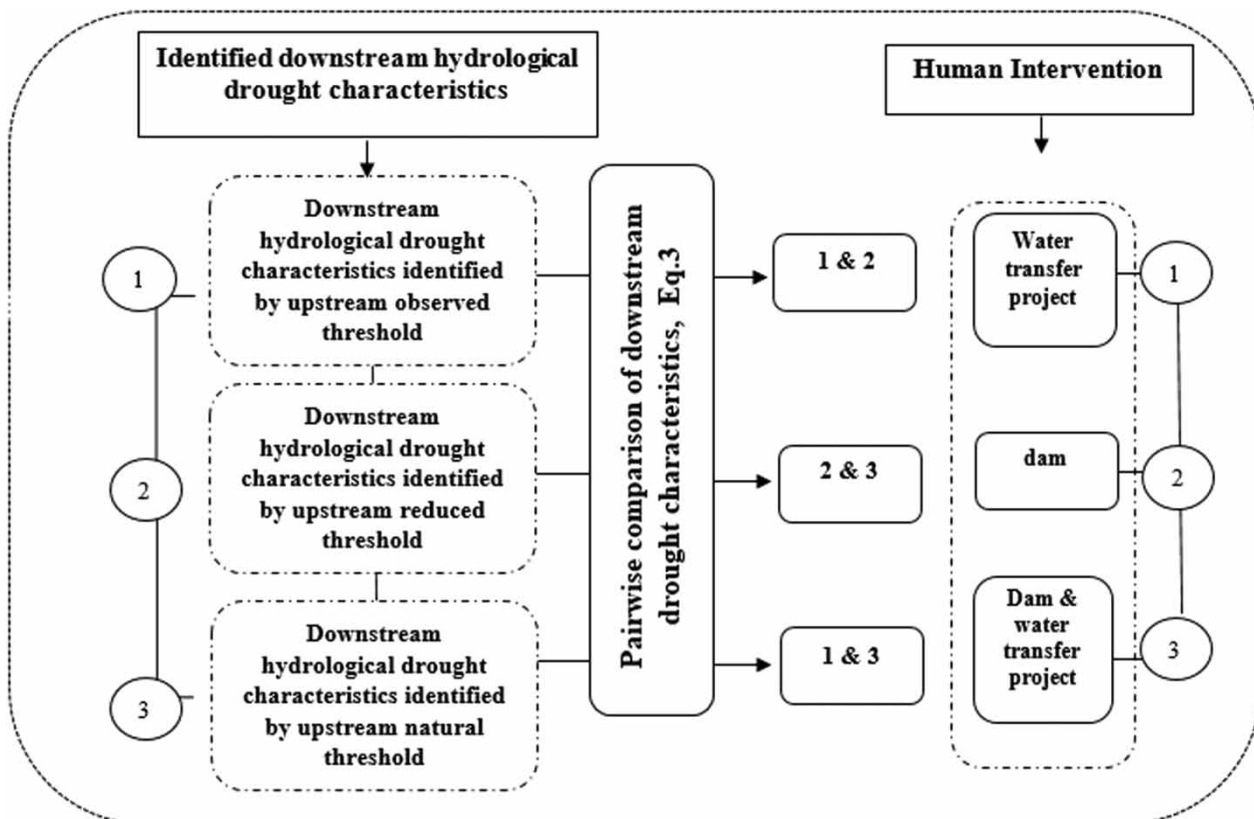 Identified downstream hydrological
drought characteristics
Human Intervention
1
Downstream
hydrological drought
characteristics identified
by upstream observed
threshold
2
Downstream
hydrological drought
characteristics identified
by upstream reduced
threshold
3
Downstream
hydrological drought
characteristics identified
by upstream natural
threshold
Pairwise comparison of downstream
drought characteristics, Eq.3
1 & 2
2 & 3
1 & 3
Water
transfer
project
1
dam
2
Dam &
water
transfer
project
3